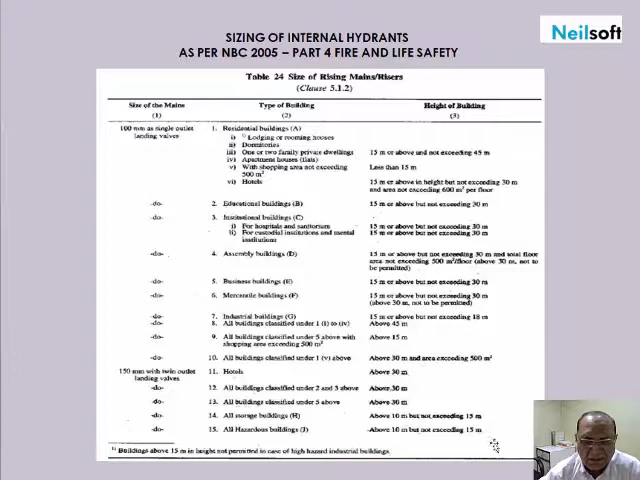 SIZING OF INTERNAL HYDRANTS
AS PER NBC 2005 – PART 4 FIRE AND LIFE SAFETY
Neilsoft
Table 24 Size of Rising Mains/Risers
(Clause 5.1.2)
Size of the Mains Type of Building Height of Building
(1) (2) (3)
100 mm as single outlet 1. Residential buildings (A)
landing valves i) 1) Lodging or rooming houses
ii) Dormitories
iii) One or two family private dwellings 15 m or above and not exceeding 45 m
iv) Apartment houses (flats)
v) With shopping area not exceeding Less than 15 m
500 m²
vi) Hotels 15 m or above in height but not exceeding 30 m
and area not exceeding 600 m² per floor
-do- 2. Educational buildings (B) 15 m or above but not exceeding 30 m
-do- 3. Institutional buildings (C)
i) For hospitals and sanitorium 15 m or above but not exceeding 30 m
ii) For custodial institutions and mental 15 m or above but not exceeding 30 m
institutions
-do- 4. Assembly buildings (D) 15 m or above but not exceeding 30 m and total floor
area not exceeding 500 m²/floor (above 30 m, not to
be permitted)
-do- 5. Business buildings (E) 15 m or above but not exceeding 30 m
-do- 6. Mercantile buildings (F) 15 m or above but not exceeding 30 m
(above 30 m, not to be permitted)
-do- 7. Industrial buildings (G) 15 m or above but not exceeding 18 m
-do- 8. All buildings classified under 1 (i) to (iv) Above 45 m
-do- 9. All buildings classified under 5 above with Above 15 m
shopping area exceeding 500 m²
-do- 10. All buildings classified under 1 (v) above Above 30 m and area exceeding 500 m²
150 mm with twin outlet 11. Hotels Above 30 m
landing valves
-do- 12. All buildings classified under 2 and 3 above Above 30 m
-do- 13. All buildings classified under 5 above Above 30 m
-do- 14. All storage buildings (H) Above 10 m but not exceeding 15 m
-do- 15. All Hazardous buildings (J) Above 10 m but not exceeding 15 m
1) Buildings above 15 m in height not permitted in case of high hazard industrial buildings.